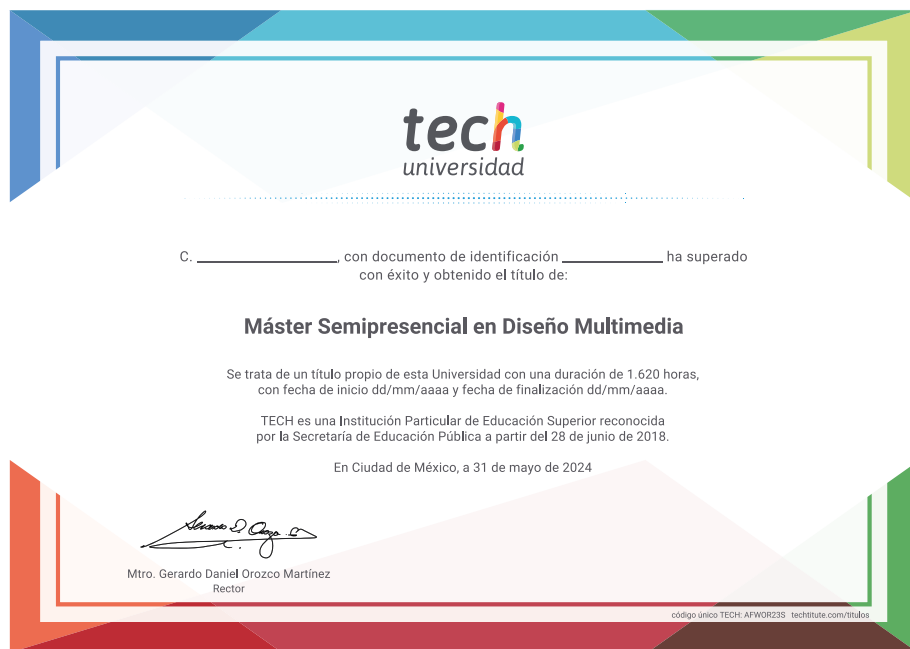 tech
universidad
C. ____________, con documento de identificación ____________ ha superado
con éxito y obtenido el título de:
Máster Semipresencial en Diseño Multimedia
Se trata de un título propio de esta Universidad con una duración de 1.620 horas,
con fecha de inicio dd/mm/aaaa y fecha de finalización dd/mm/aaaa.
TECH es una Institución Particular de Educación Superior reconocida
por la Secretaría de Educación Pública a partir del 28 de junio de 2018.
En Ciudad de México, a 31 de mayo de 2024
Mtro. Gerardo Daniel Orozco Martínez
Rector
código único TECH: AFWOR23S techtitute.com/titulos